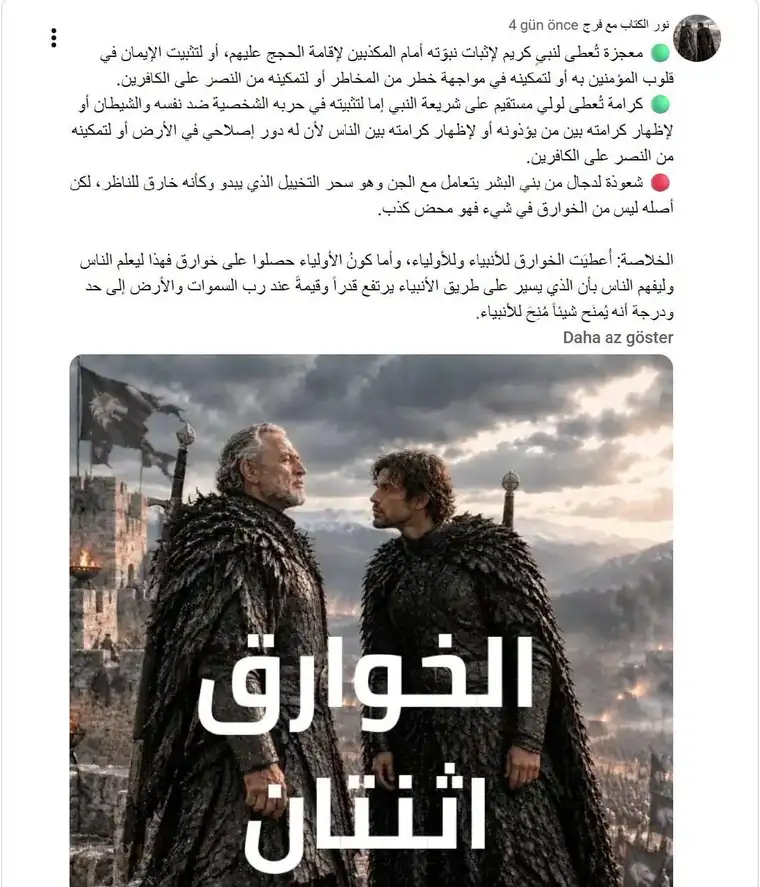 نور الكتاب مع فرج 4 gün önce
🟢 معجزة تُعطى لنبي كريم لإثبات نبوّته أمام المكذبين لإقامة الحجج عليهم، أو لتثبيت الإيمان في
قلوب المؤمنين به أو لتمكينه في مواجهة خطر من المخاطر أو لتمكينه من النصر على الكافرين.
🟢 كرامة تُعطى لولي مستقيم على شريعة النبي إما لتثبيته في حربه الشخصية ضد نفسه والشيطان أو
لإظهار كرامته بين من يؤذونه أو لإظهار كرامته بين الناس لأن له دور إصلاحي في الأرض أو لتمكينه
من النصر على الكافرين.
🔴 شعوذة لدجال من بني البشر يتعامل مع الجن وهو سحر التخييل الذي يبدو وكأنه خارق للناظر، لكن
أصله ليس من الخوارق في شيء فهو محض كذب.
الخلاصة: أُعطيَت الخوارق للأنبياء وللأولياء، وأما كونُ الأولياء حصلوا على خوارق فهذا ليعلم الناس
وليفهم الناس بأن الذي يسير على طريق الأنبياء يرتفع قدراً وقيمةً عند رب السموات والأرض إلى حد
ودرجة أنه يُمنَح شيئاً مُنِحَ للأنبياء.
Daha az göster
الخوارق
اثنتان